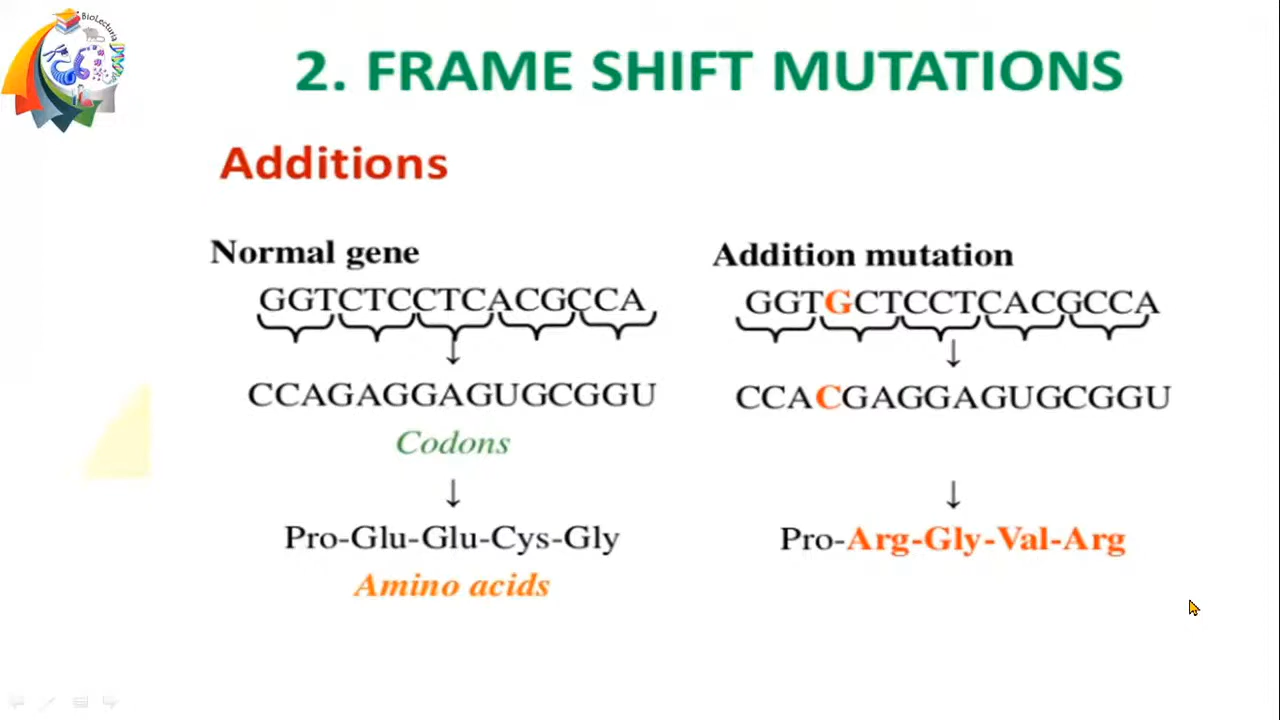 BioLecturia
2. FRAME SHIFT MUTATIONS
Additions
Normal gene
GGTCTCCTCACGCCA
CCAGAGGAGUGCGGU
Codons
Pro-Glu-Glu-Cys-Gly
Amino acids
Addition mutation
GGTGCTCCTCACGCCA
CCACGAGGAGUGCGGU
Pro-Arg-Gly-Val-Arg